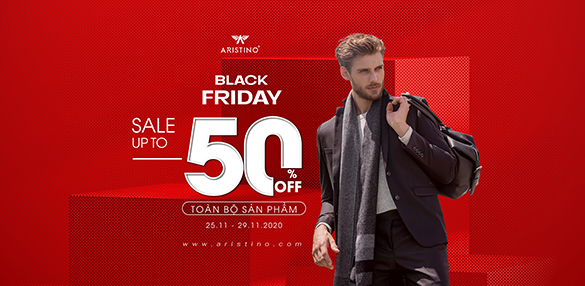 ARISTINO
BLACK
FRIDAY
SALE
UP TO
50% OFF
TOÀN BỘ SẢN PHẨM
25.11 - 29.11.2020
www.aristino.com